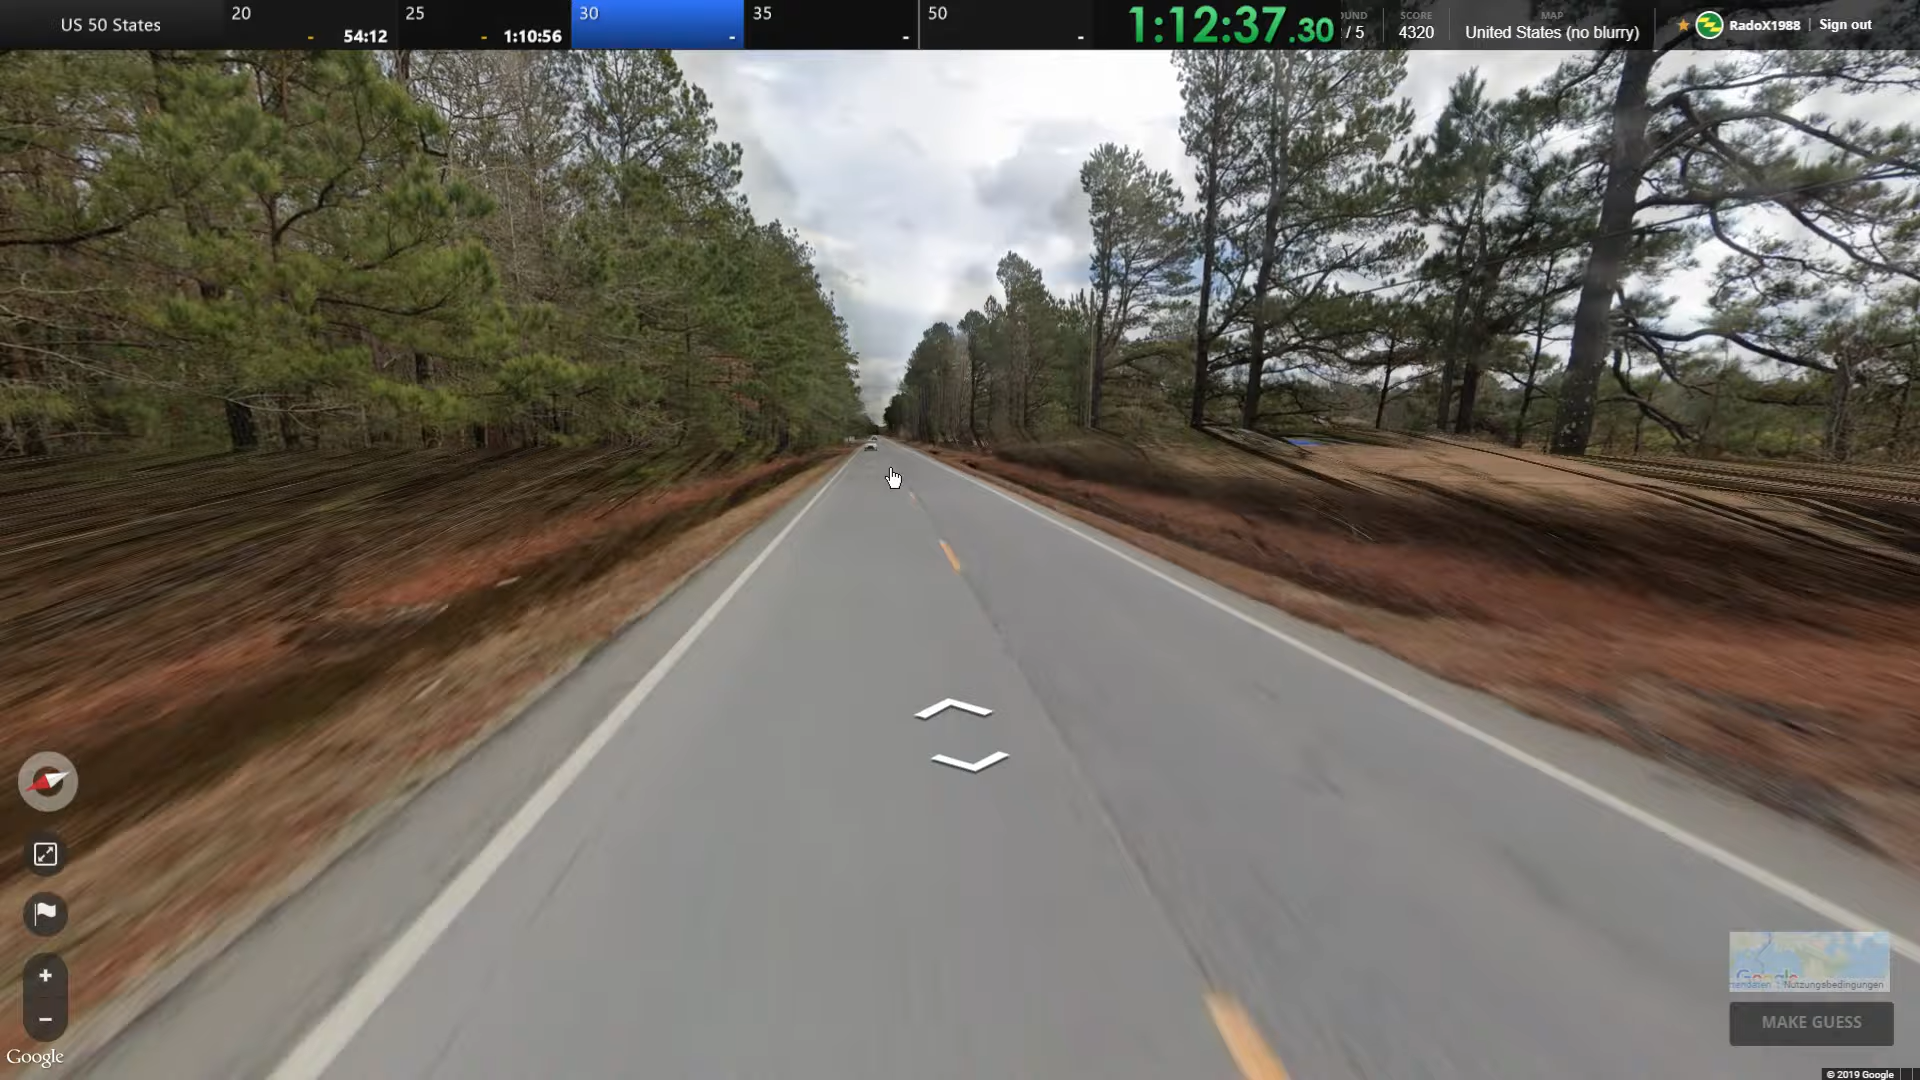 US 50 States
20
-
54:12
25
-
1:10:56
30
-
35
-
50
-
1:12:37.30
/ 5
SCORE
4320
MAP
United States (no blurry)
RadoX1988
Sign out
Google
Google
Nutzungsbedingungen
MAKE GUESS
© 2019 Google